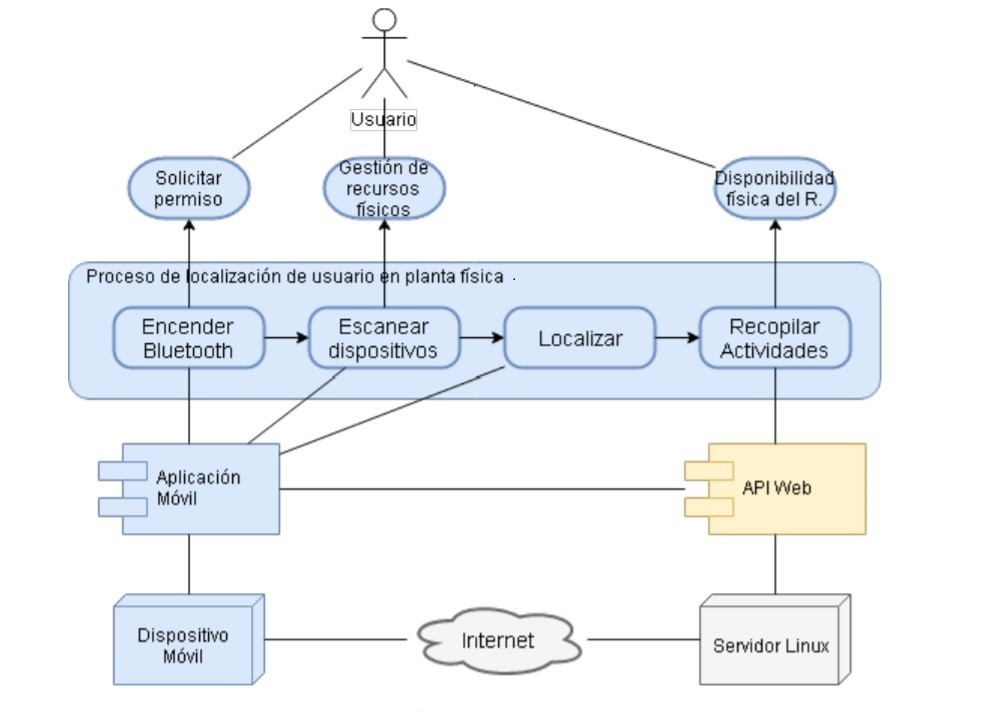 Usuario
Solicitar
permiso
Gestión de
recursos
físicos
Disponibilidad
física del R.
Proceso de localización de usuario en planta física .
Encender
Bluetooth
Escanear
dispositivos
Localizar
Recopilar
Actividades
Aplicación
Móvil
API Web
Dispositivo
Móvil
Internet
Servidor Linux